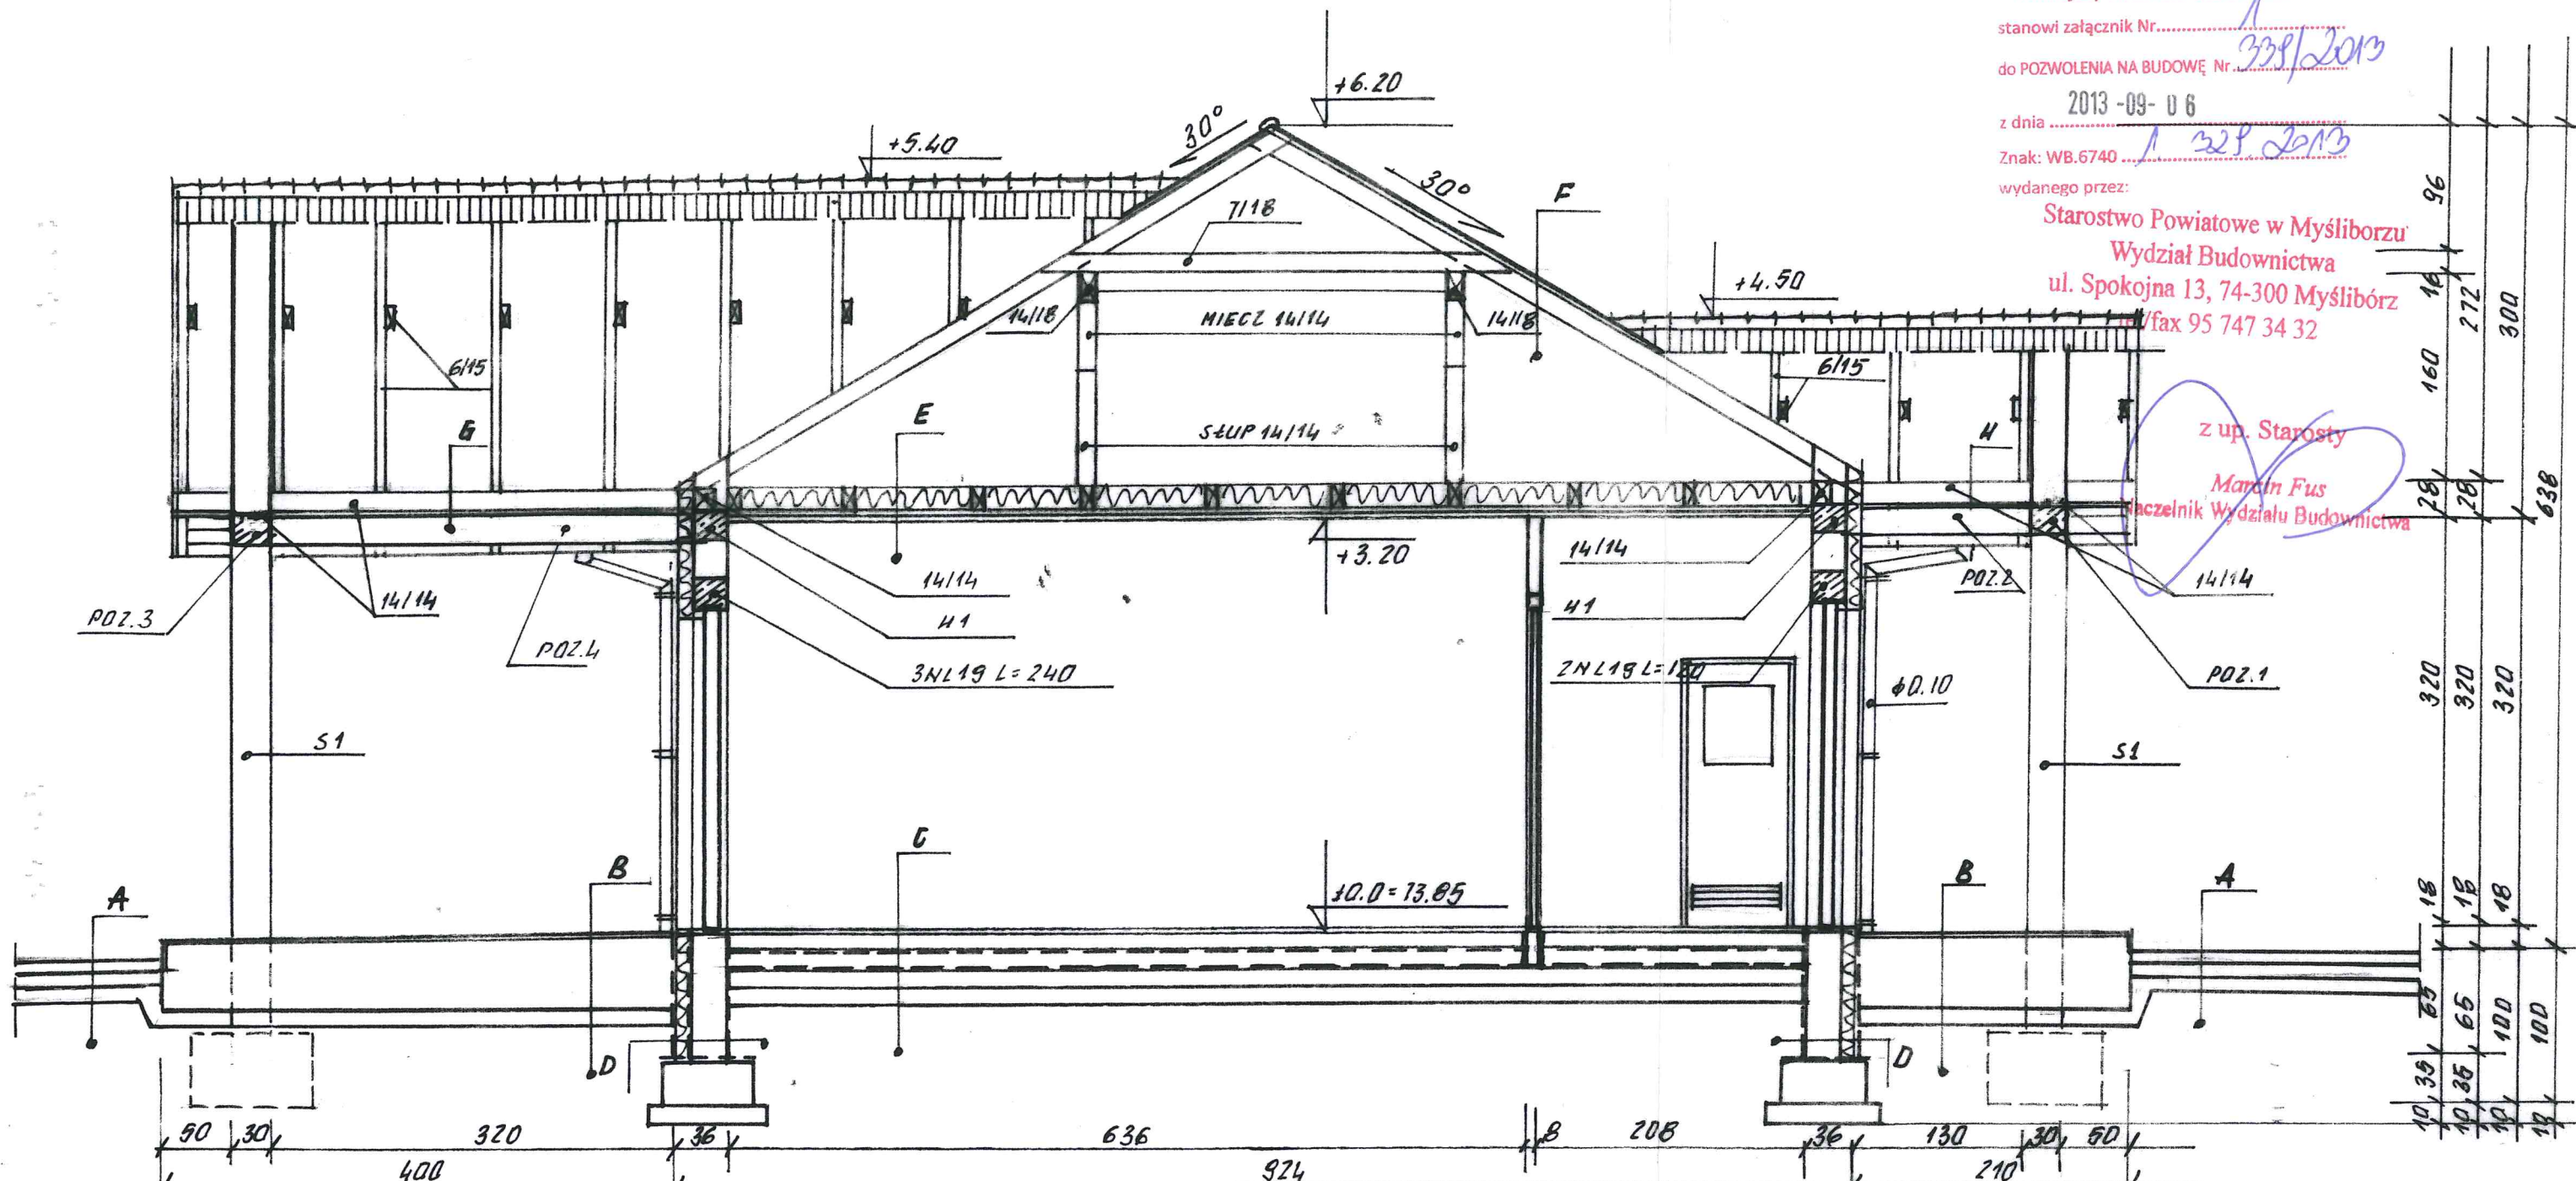 stanowi załącznik Nr 1
do POZWOLENIA NA BUDOWĘ Nr 339/2013
2013-09-06
z dnia
Znak: WB.6740 1 329 2013
wydanego przez:
Starostwo Powiatowe w Myśliborzu
Wydział Budownictwa
ul. Spokojna 13, 74-300 Myślibórz
/fax 95 747 34 32
z up. Starosty
Marcin Fus
Naczelnik Wydziału Budownictwa
+6.20
+5.40
30°
30°
F
7/18
+4.50
14/18
MIECZ 14/14
14/18
6/15
6/15
G
E
SŁUP 14/14
H
+3.20
14/14
14/14
14/14
14/14
POZ.3
POZ.4
H1
H1
POZ.2
POZ.1
3NL19 L=240
2NL19 L=120
ϕ0.10
S1
S1
A
B
C
±0.0=73.85
B
A
D
D
50 30 320 36 636 8 208 36 130 30 50
400 924 210
96 16 160 28 320 18 65 35 10
272 28 320 18 65 35 10
300 320 18 100 10
638 100 10